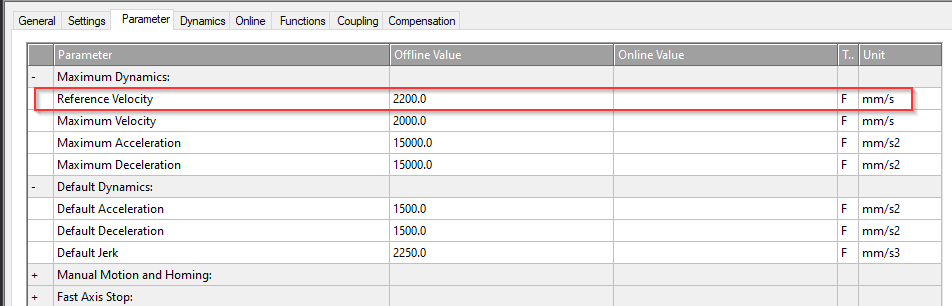 General Settings Parameter Dynamics Online Functions Coupling Compensation
Parameter Offline Value Online Value T.. Unit
- Maximum Dynamics:
Reference Velocity 2200.0 F mm/s
Maximum Velocity 2000.0 F mm/s
Maximum Acceleration 15000.0 F mm/s2
Maximum Deceleration 15000.0 F mm/s2
- Default Dynamics:
Default Acceleration 1500.0 F mm/s2
Default Deceleration 1500.0 F mm/s2
Default Jerk 2250.0 F mm/s3
+ Manual Motion and Homing:
+ Fast Axis Stop: